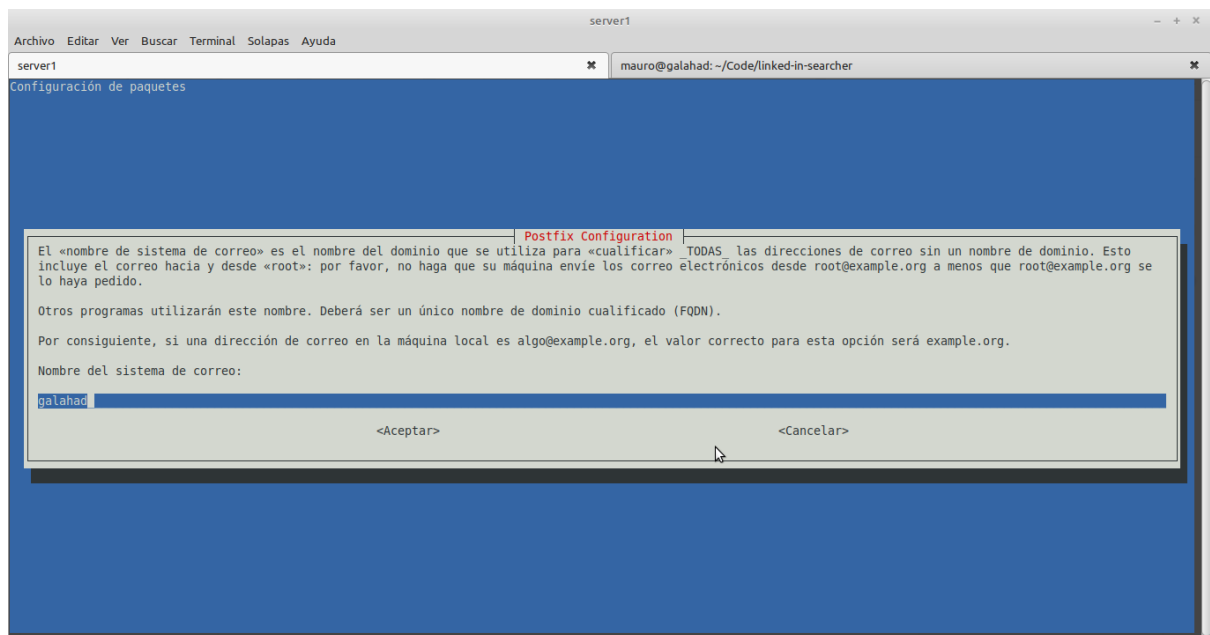 server1
Archivo Editar Ver Buscar Terminal Solapas Ayuda
server1
mauro@galahad: ~/Code/linked-in-searcher
Configuración de paquetes
Postfix Configuration
El «nombre de sistema de correo» es el nombre del dominio que se utiliza para «cualificar» _TODAS_ las direcciones de correo sin un nombre de dominio. Esto
incluye el correo hacia y desde «root»: por favor, no haga que su máquina envíe los correo electrónicos desde root@example.org a menos que root@example.org se
lo haya pedido.
Otros programas utilizarán este nombre. Deberá ser un único nombre de dominio cualificado (FQDN).
Por consiguiente, si una dirección de correo en la máquina local es algo@example.org, el valor correcto para esta opción será example.org.
Nombre del sistema de correo:
galahad
<Aceptar> <Cancelar>